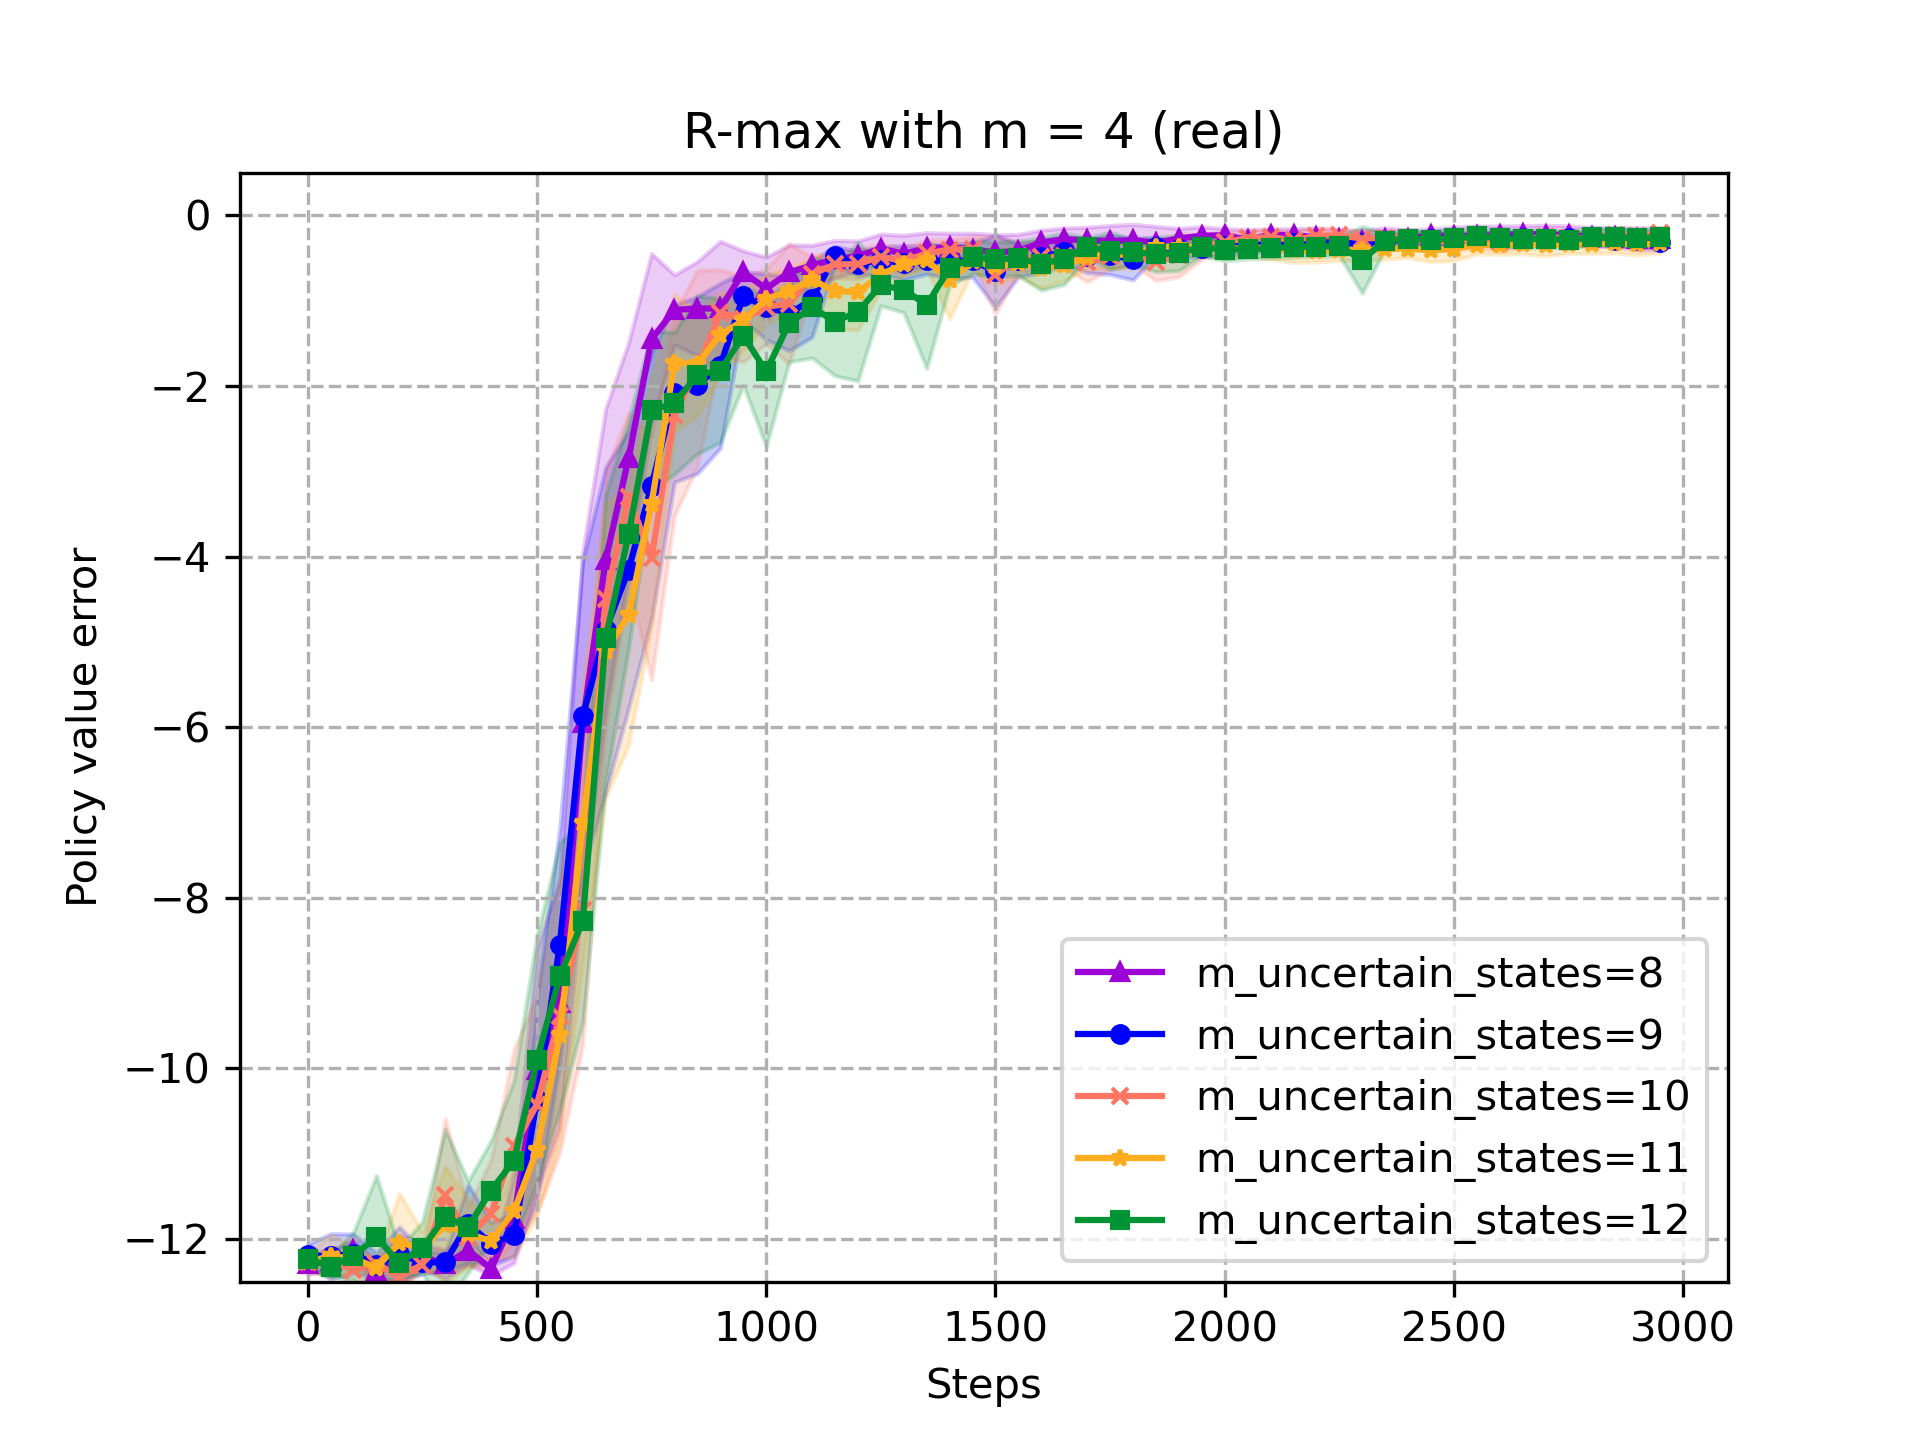 R-max with m = 4 (real)
0
−2
−4
−6
−8
−10
−12
Policy value error
m_uncertain_states=8
m_uncertain_states=9
m_uncertain_states=10
m_uncertain_states=11
m_uncertain_states=12
0 500 1000 1500 2000 2500 3000
Steps